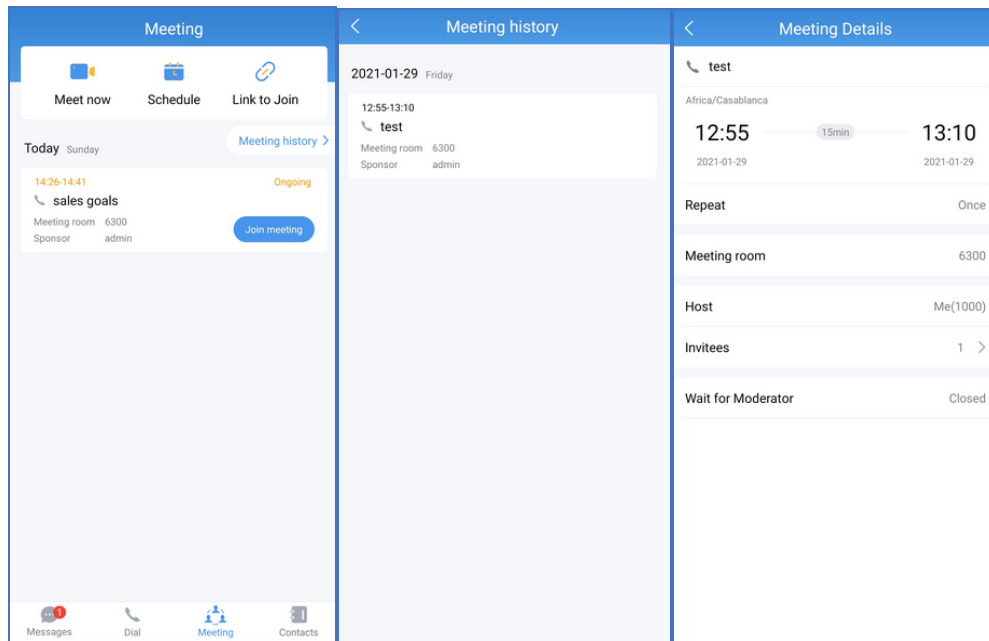 Meeting
Meet now Schedule Link to Join
Today Sunday Meeting history
14:26-14:41 Ongoing
sales goals
Meeting room 6300
Sponsor admin
Join meeting
1
Messages Dial Meeting Contacts
Meeting history
2021-01-29 Friday
12:55-13:10
test
Meeting room 6300
Sponsor admin
Meeting Details
test
Africa/Casablanca
12:55 15min 13:10
2021-01-29 2021-01-29
Repeat Once
Meeting room 6300
Host Me(1000)
Invitees 1
Wait for Moderator Closed